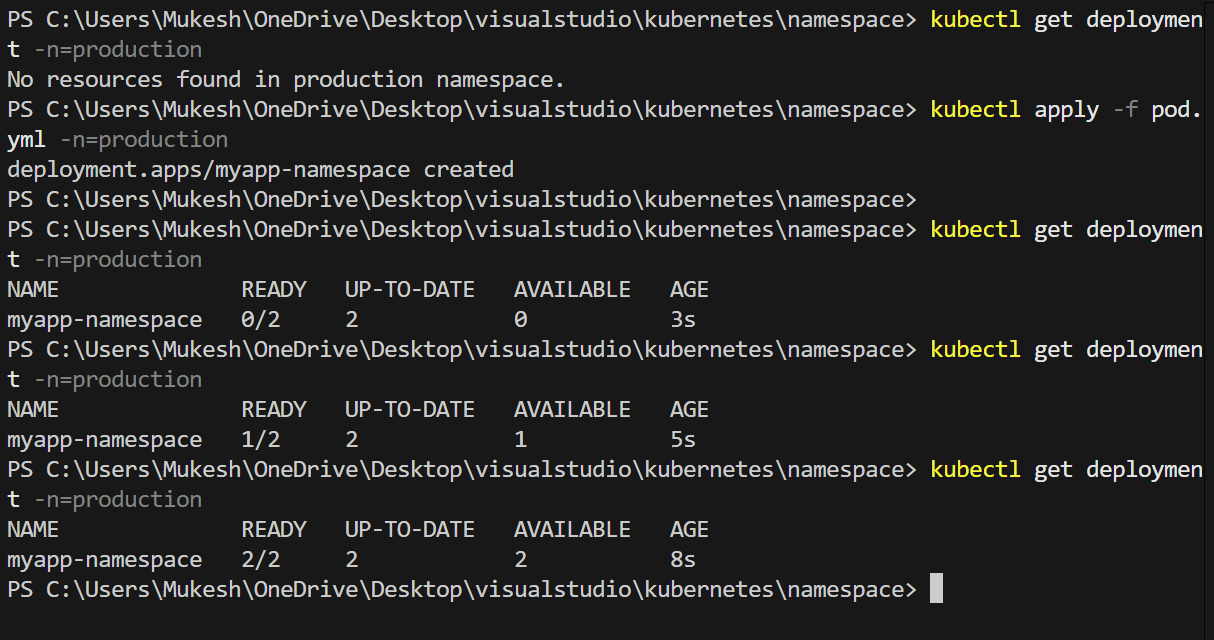 PS C:\Users\Mukesh\OneDrive\Desktop\visualstudio\kubernetes\namespace> kubectl get deploymen
t -n=production
No resources found in production namespace.
PS C:\Users\Mukesh\OneDrive\Desktop\visualstudio\kubernetes\namespace> kubectl apply -f pod.
yml -n=production
deployment.apps/myapp-namespace created
PS C:\Users\Mukesh\OneDrive\Desktop\visualstudio\kubernetes\namespace>
PS C:\Users\Mukesh\OneDrive\Desktop\visualstudio\kubernetes\namespace> kubectl get deploymen
t -n=production
NAME              READY   UP-TO-DATE   AVAILABLE   AGE
myapp-namespace   0/2     2            0           3s
PS C:\Users\Mukesh\OneDrive\Desktop\visualstudio\kubernetes\namespace> kubectl get deploymen
t -n=production
NAME              READY   UP-TO-DATE   AVAILABLE   AGE
myapp-namespace   1/2     2            1           5s
PS C:\Users\Mukesh\OneDrive\Desktop\visualstudio\kubernetes\namespace> kubectl get deploymen
t -n=production
NAME              READY   UP-TO-DATE   AVAILABLE   AGE
myapp-namespace   2/2     2            2           8s
PS C:\Users\Mukesh\OneDrive\Desktop\visualstudio\kubernetes\namespace>